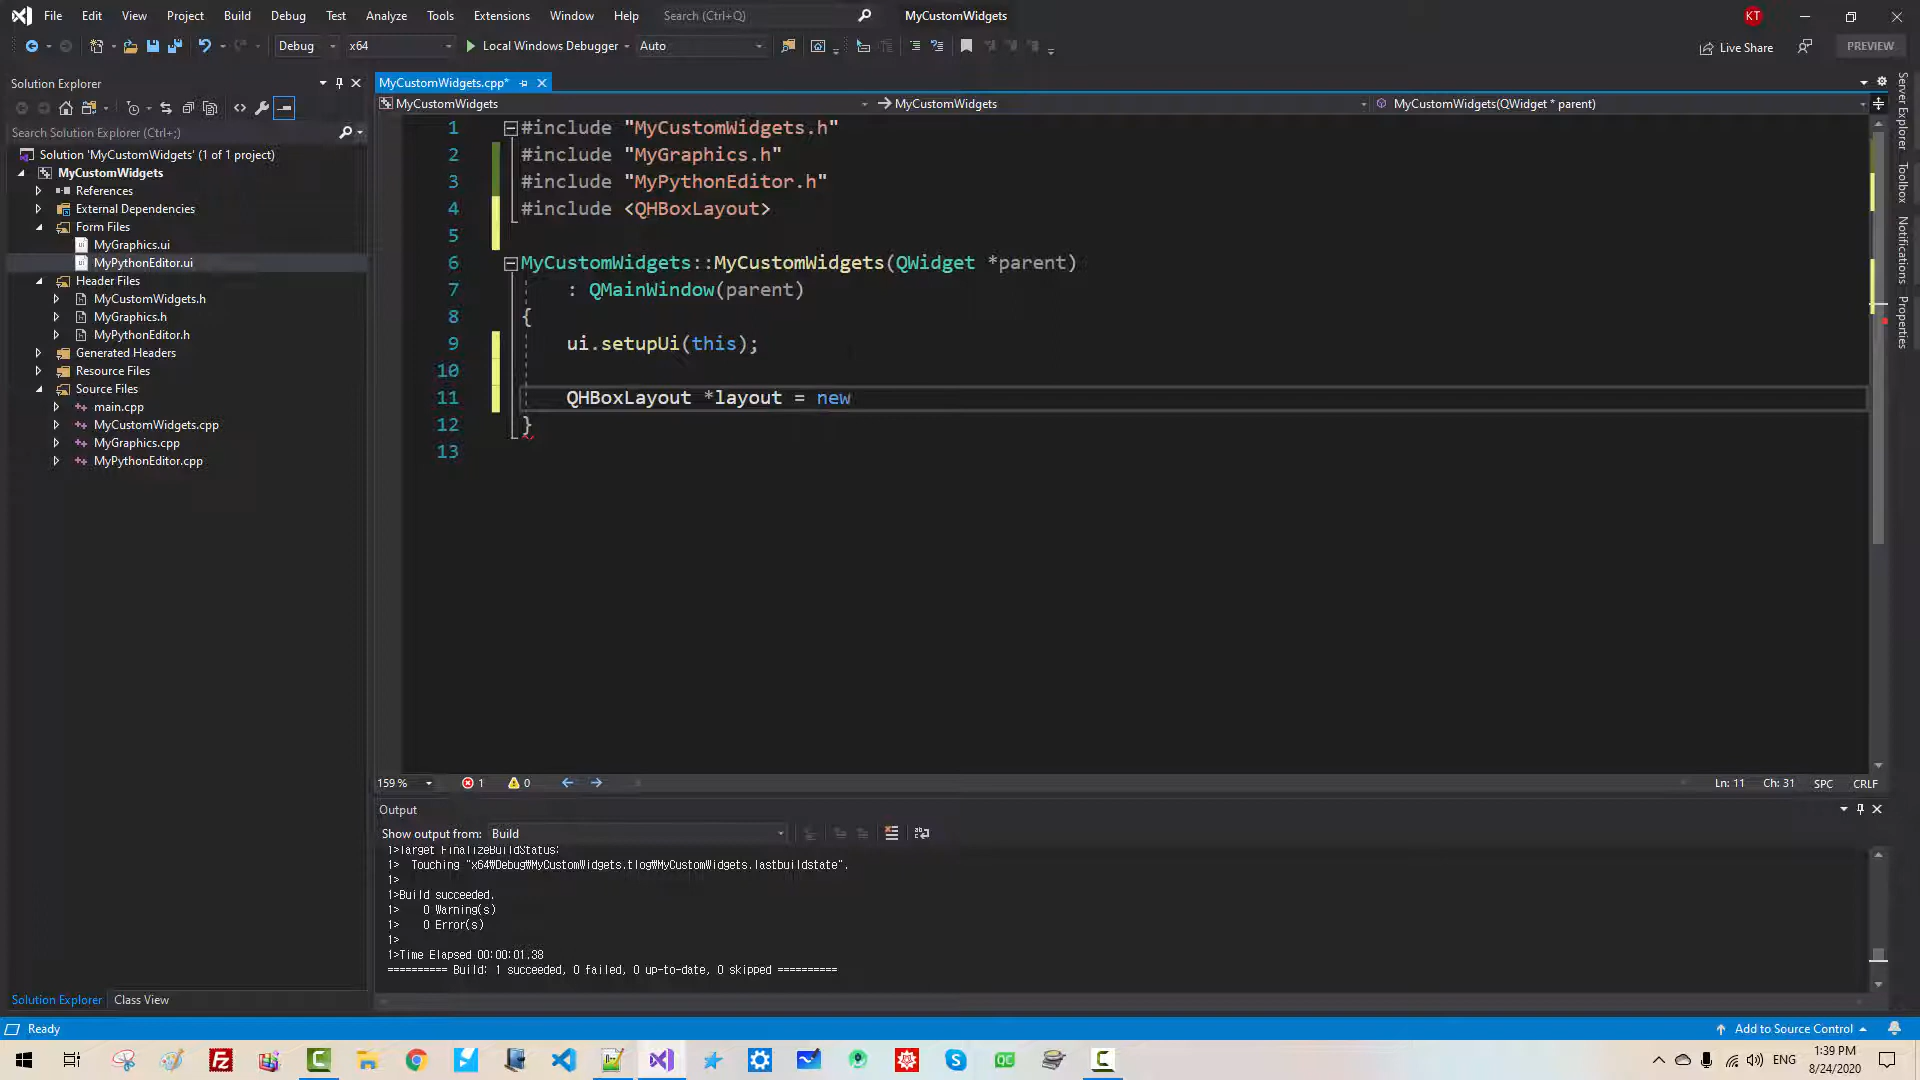 File Edit View Project Build Debug Test Analyze Tools Extensions Window Help Search (Ctrl+Q) MyCustomWidgets KT
Debug x64 Local Windows Debugger Auto Live Share PREVIEW
Solution Explorer
Search Solution Explorer (Ctrl+;)
Solution 'MyCustomWidgets' (1 of 1 project)
MyCustomWidgets
References
External Dependencies
Form Files
MyGraphics.ui
MyPythonEditor.ui
Header Files
MyCustomWidgets.h
MyGraphics.h
MyPythonEditor.h
Generated Headers
Resource Files
Source Files
main.cpp
MyCustomWidgets.cpp
MyGraphics.cpp
MyPythonEditor.cpp
Solution Explorer Class View
MyCustomWidgets.cpp*
MyCustomWidgets MyCustomWidgets MyCustomWidgets(QWidget * parent)
1 #include "MyCustomWidgets.h"
2 #include "MyGraphics.h"
3 #include "MyPythonEditor.h"
4 #include <QHBoxLayout>
5
6 MyCustomWidgets::MyCustomWidgets(QWidget *parent)
7 : QMainWindow(parent)
8 {
9 ui.setupUi(this);
10
11 QHBoxLayout *layout = new
12 }
13
159 % 1 0 Ln: 11 Ch: 31 SPC CRLF
Output
Show output from: Build
1>Target FinalizeBuildStatus:
1> Touching "x64₩Debug₩MyCustomWidgets.tlog₩MyCustomWidgets.lastbuildstate".
1>
1>Build succeeded.
1> 0 Warning(s)
1> 0 Error(s)
1>
1>Time Elapsed 00:00:01.38
========== Build: 1 succeeded, 0 failed, 0 up-to-date, 0 skipped ==========
Server Explorer
Toolbox
Notifications
Properties
Ready Add to Source Control
ENG 1:39 PM
8/24/2020